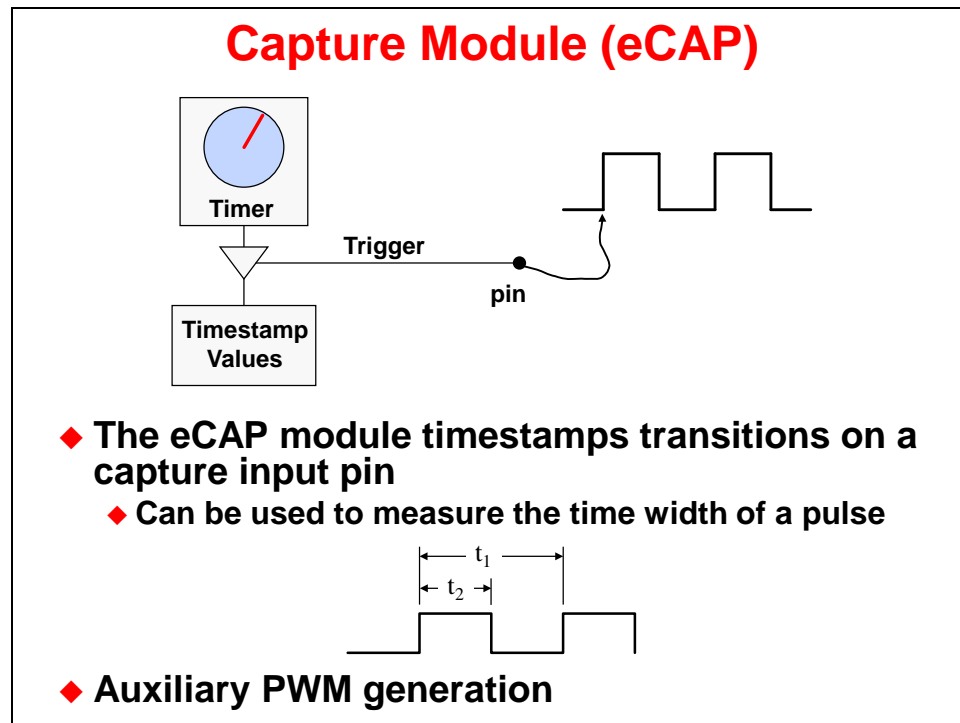 Capture Module (eCAP)
Timer
Trigger
pin
Timestamp
Values
◆ The eCAP module timestamps transitions on a
capture input pin
◆ Can be used to measure the time width of a pulse
t₁
t₂
◆ Auxiliary PWM generation